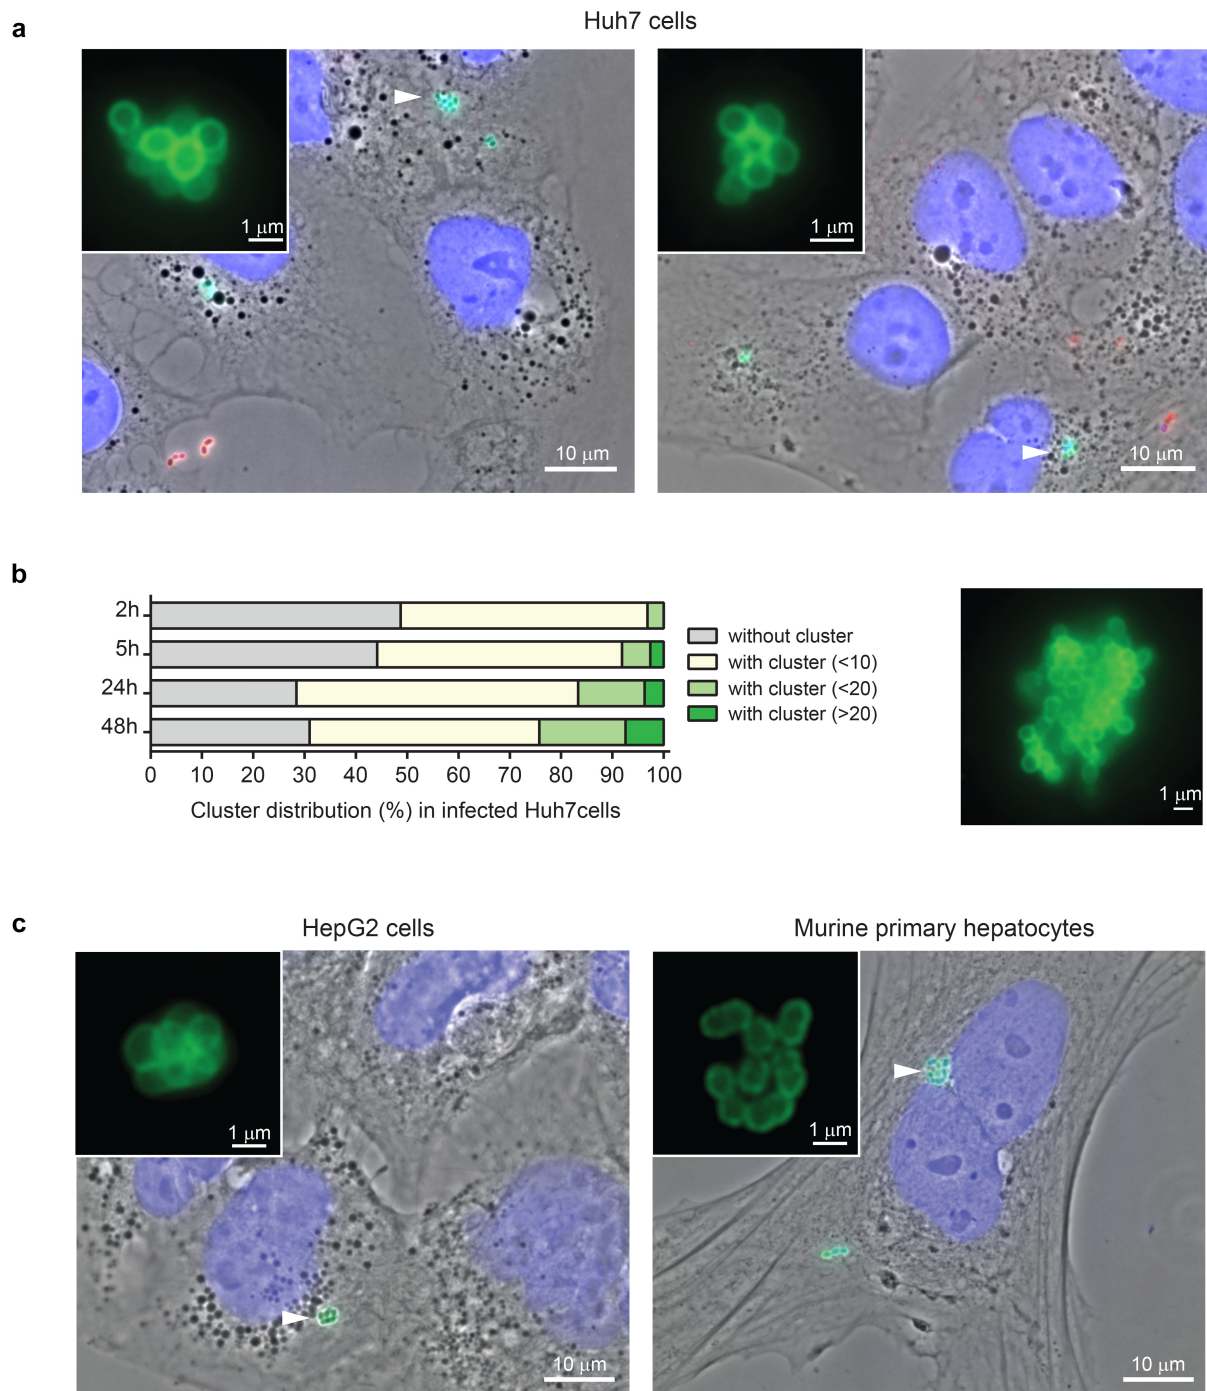 a
Huh7 cells
1 μm
10 μm
1 μm
10 μm
b
2h
5h
24h
48h
0 10 20 30 40 50 60 70 80 90 100
Cluster distribution (%) in infected Huh7cells
without cluster
with cluster (<10)
with cluster (<20)
with cluster (>20)
1 μm
c
HepG2 cells
Murine primary hepatocytes
1 μm
10 μm
1 μm
10 μm